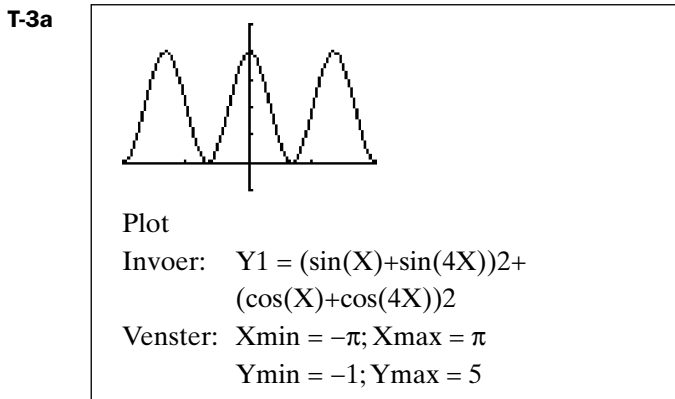 T-3a
Plot
Invoer: Y1 = (sin(X)+sin(4X))2+
(cos(X)+cos(4X))2
Venster: Xmin = –π; Xmax = π
Ymin = –1; Ymax = 5